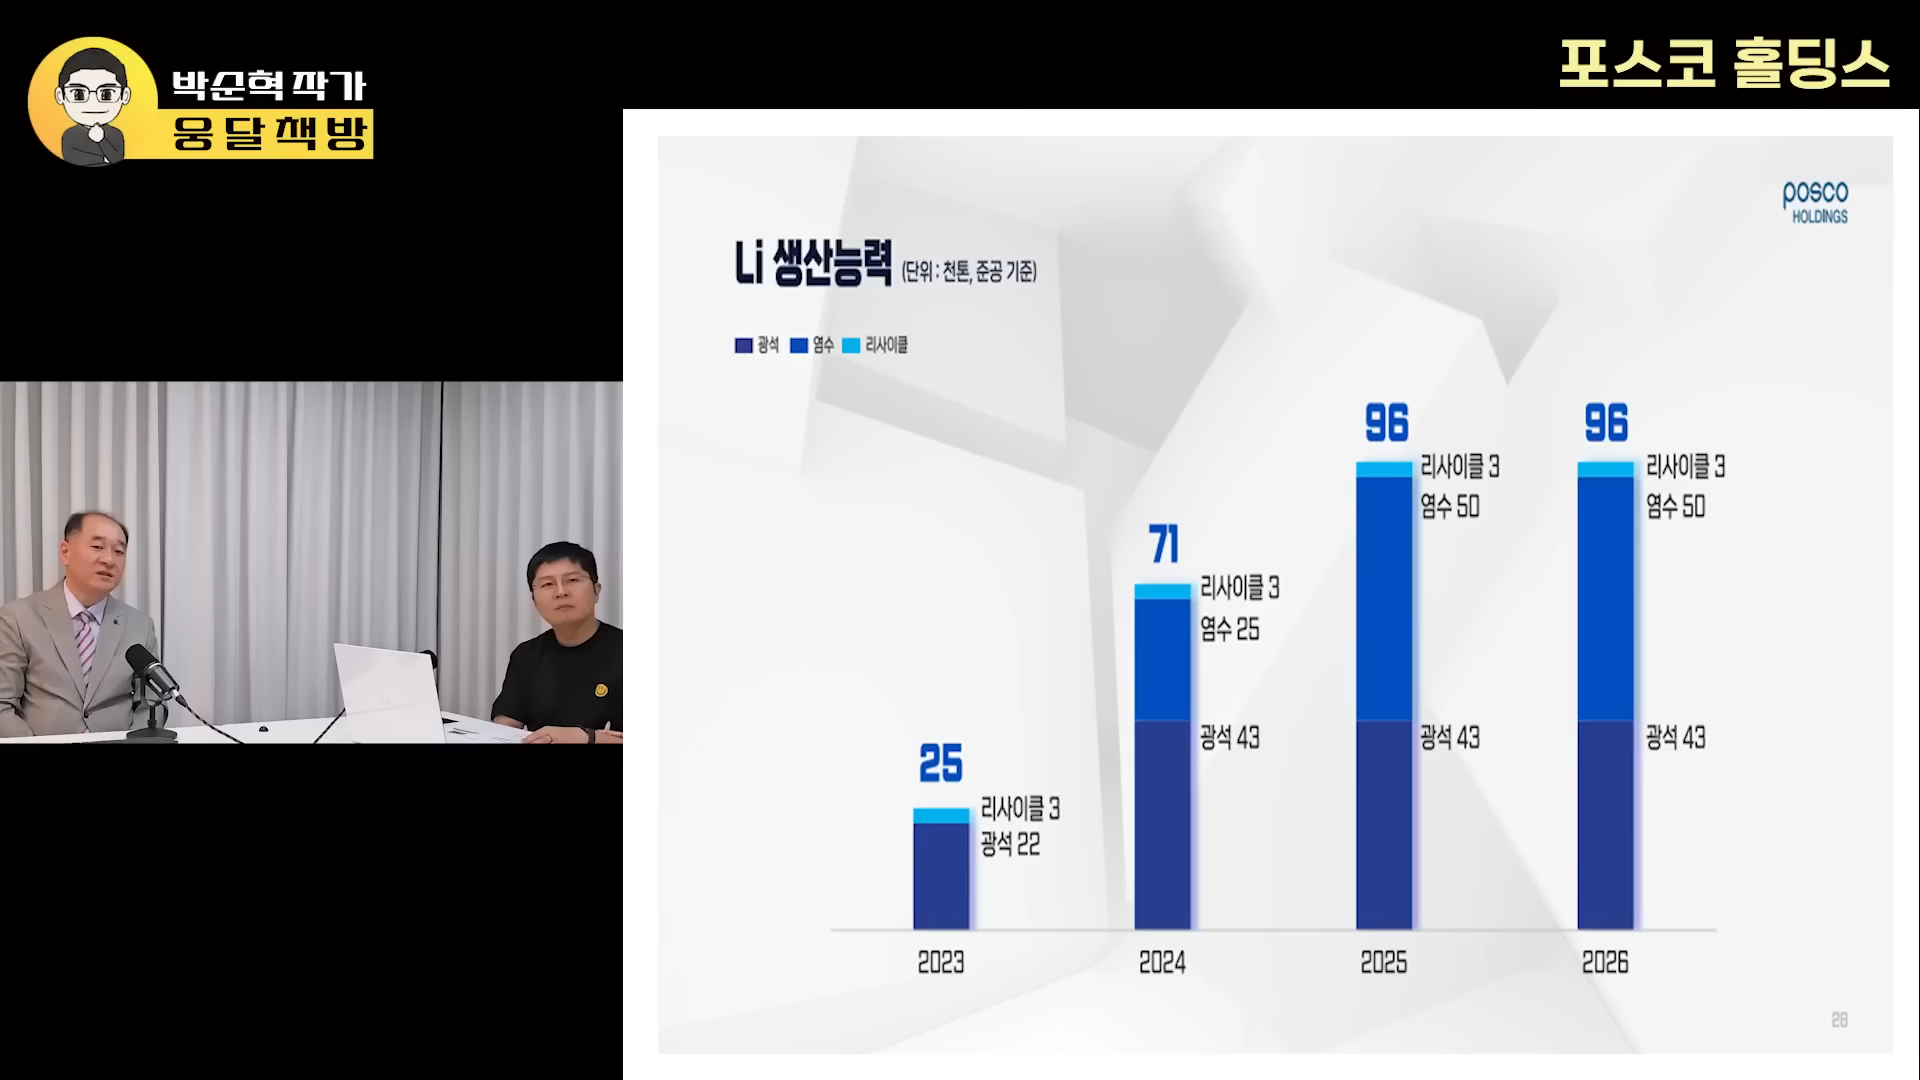 박순혁 작가
웅달책방
포스코 홀딩스
posco
HOLDINGS
Li 생산능력 (단위 : 천톤, 준공 기준)
광석 염수 리사이클
25
리사이클 3
광석 22
2023
71
리사이클 3
염수 25
광석 43
2024
96
리사이클 3
염수 50
광석 43
2025
96
리사이클 3
염수 50
광석 43
2026
28